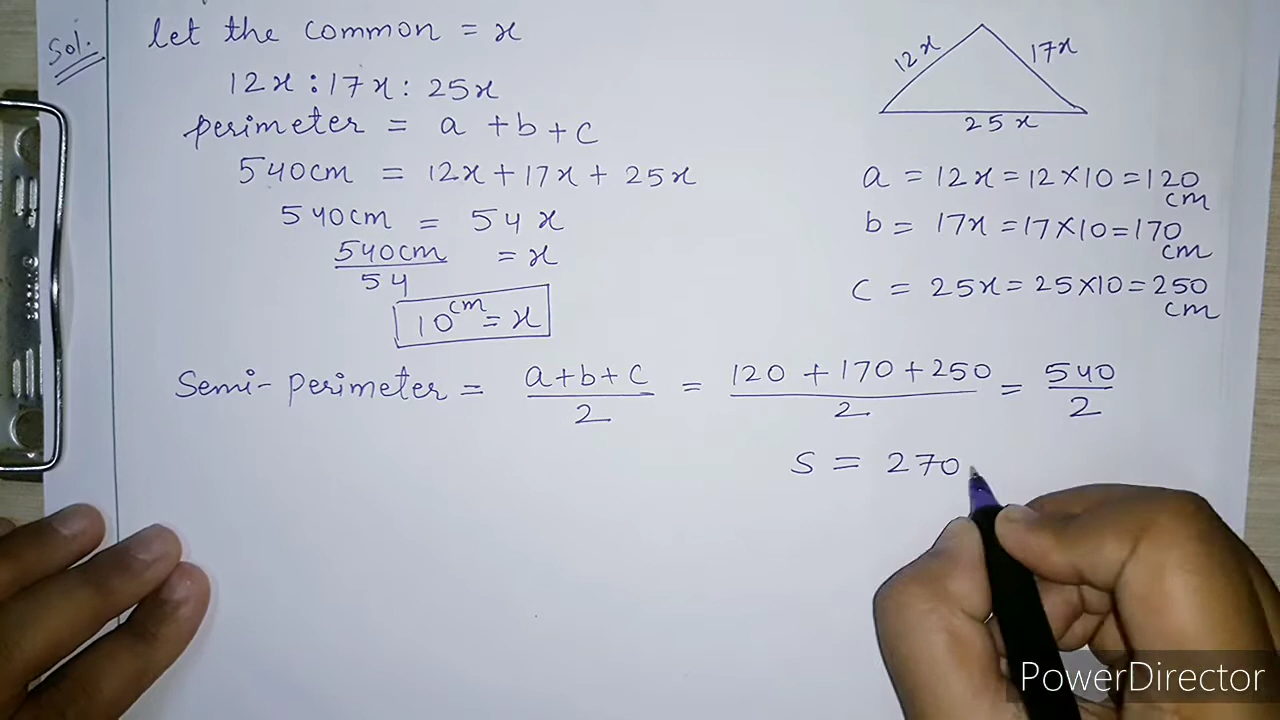 Sol.
let the common = x
12x : 17x : 25x
perimeter = a + b + c
540cm = 12x + 17x + 25x
540cm = 54x
540cm/54 = x
10cm = x
12x
17x
25x
a = 12x = 12×10 = 120 cm
b = 17x = 17×10 = 170 cm
c = 25x = 25×10 = 250 cm
Semi-perimeter = a+b+c/2 = 120+170+250/2 = 540/2
s = 270
PowerDirector